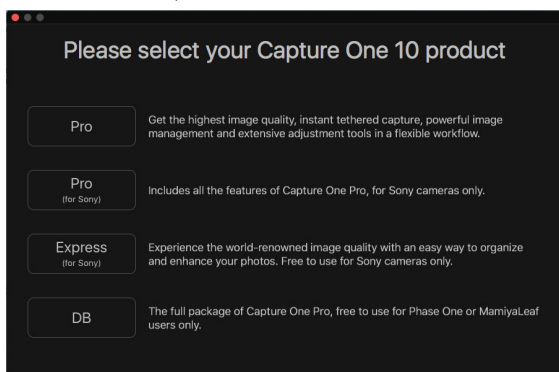 Please select your Capture One 10 product
Pro
Get the highest image quality, instant tethered capture, powerful image
management and extensive adjustment tools in a flexible workflow.
Pro
(for Sony)
Includes all the features of Capture One Pro, for Sony cameras only.
Express
(for Sony)
Experience the world-renowned image quality with an easy way to organize
and enhance your photos. Free to use for Sony cameras only.
DB
The full package of Capture One Pro, free to use for Phase One or MamiyaLeaf
users only.